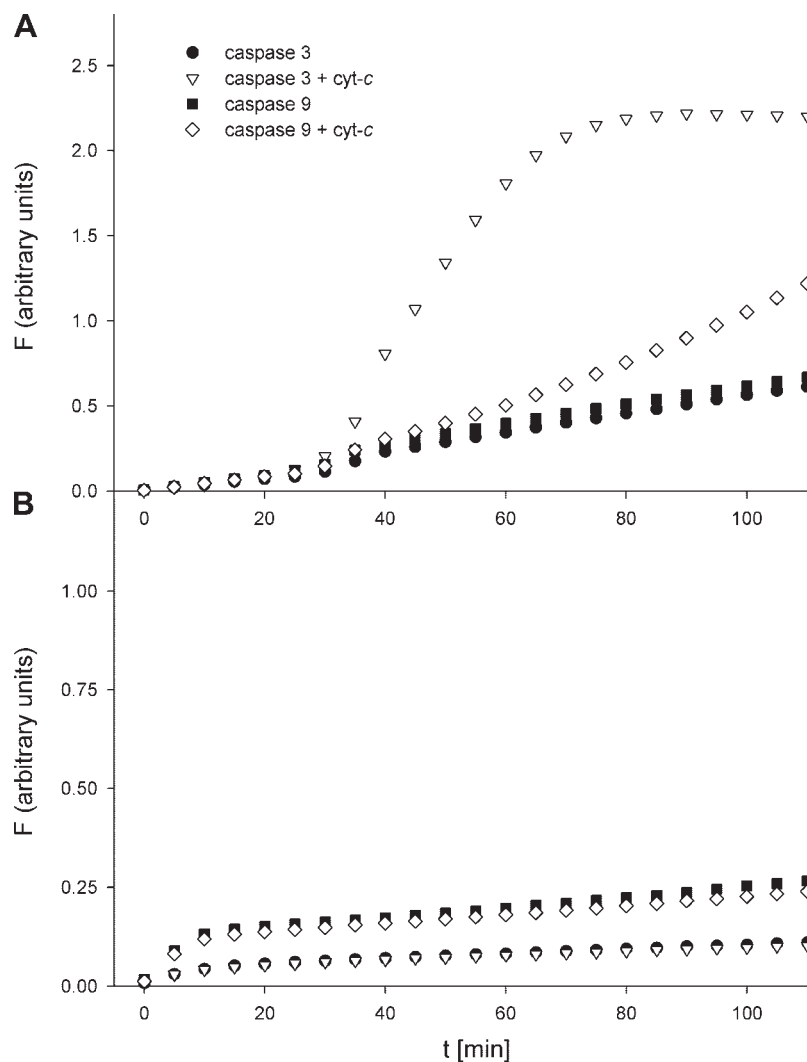 A
caspase 3
caspase 3 + cyt-c
caspase 9
caspase 9 + cyt-c
2.5
2.0
1.5
1.0
0.5
0.0
F (arbitrary units)
0 20 40 60 80 100
B
1.00
0.75
0.50
0.25
0.00
F (arbitrary units)
0 20 40 60 80 100
t [min]